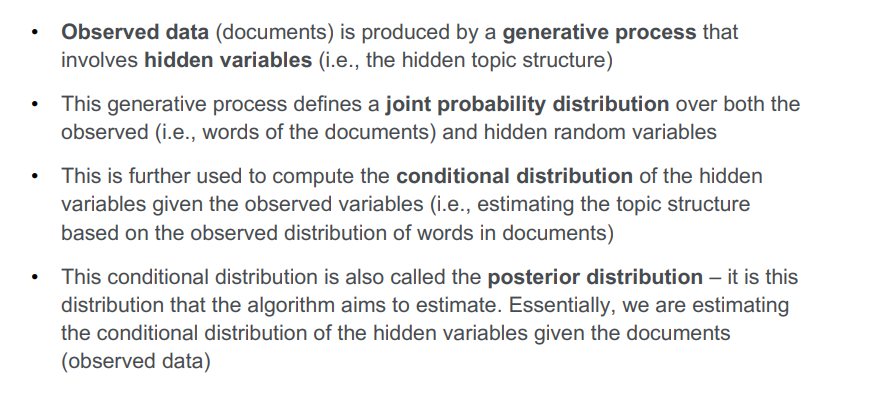 • Observed data (documents) is produced by a generative process that
involves hidden variables (i.e., the hidden topic structure)
• This generative process defines a joint probability distribution over both the
observed (i.e., words of the documents) and hidden random variables
• This is further used to compute the conditional distribution of the hidden
variables given the observed variables (i.e., estimating the topic structure
based on the observed distribution of words in documents)
• This conditional distribution is also called the posterior distribution – it is this
distribution that the algorithm aims to estimate. Essentially, we are estimating
the conditional distribution of the hidden variables given the documents
(observed data)